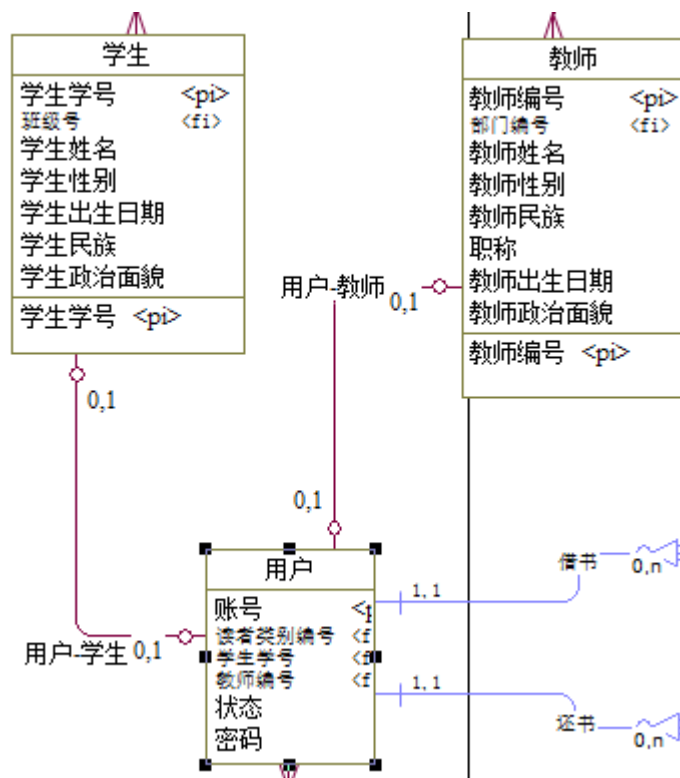 学生
学生学号 <pi>
班级号 <fi>
学生姓名
学生性别
学生出生日期
学生民族
学生政治面貌
学生学号 <pi>
0,1
教师
教师编号 <pi>
部门编号 <fi>
教师姓名
教师性别
教师民族
职称
教师出生日期
教师政治面貌
教师编号 <pi>
用户-教师
0,1
0,1
用户-学生
0,1
用户
账号 <p
读者类别编号 <f
学生学号 <f
教师编号 <f
状态
密码
1, 1
借书
0,n
1, 1
还书
0,n